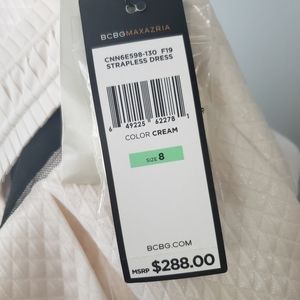 BCBGMAXAZRIA
CNN6E598-130 F19
STRAPLESS DRESS
6 49225 62278 1
COLOR CREAM
SIZE 8
BCBG.COM
MSRP $288.00